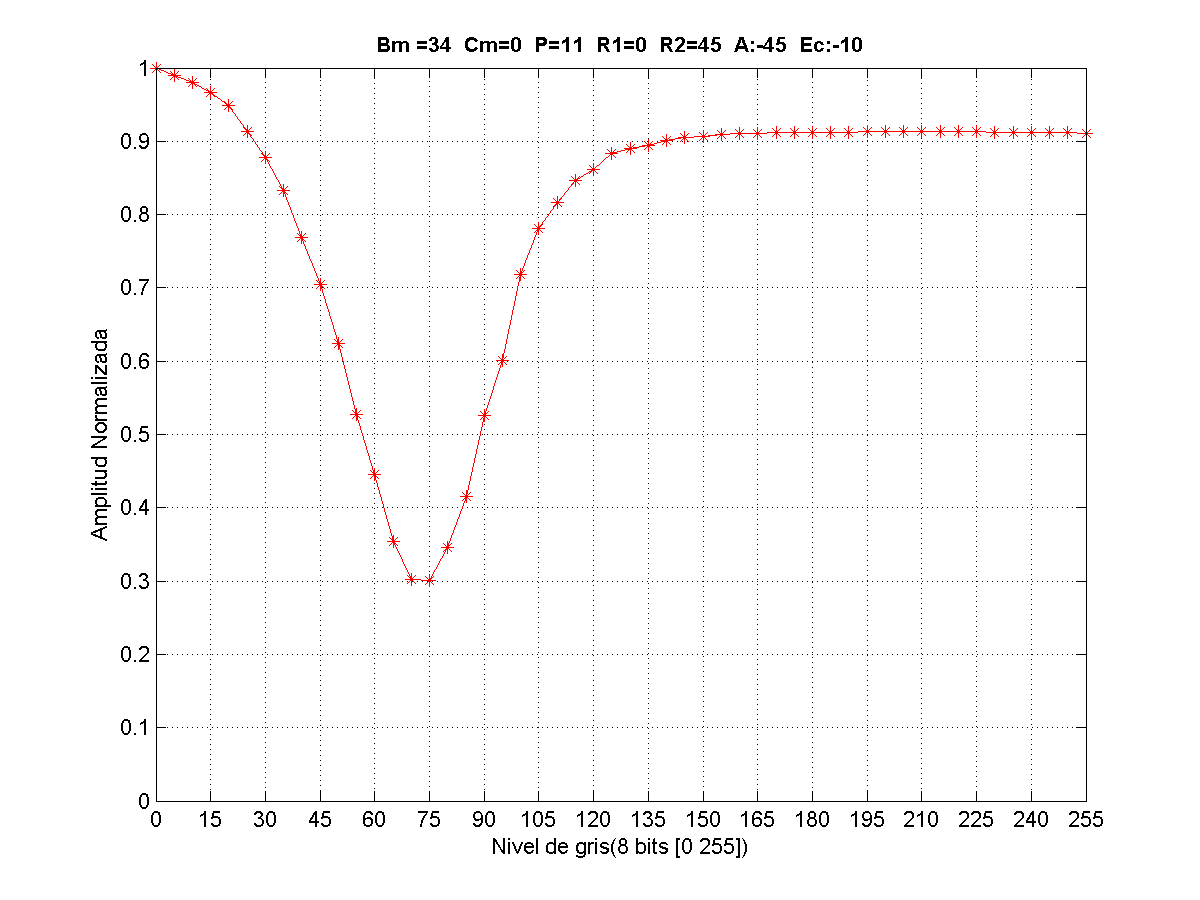 Bm =34 Cm=0 P=11 R1=0 R2=45 A:-45 Ec:-10
1
0.9
0.8
0.7
0.6
0.5
0.4
0.3
0.2
0.1
0
Amplitud Normalizada
0 15 30 45 60 75 90 105 120 135 150 165 180 195 210 225 240 255
Nivel de gris(8 bits [0 255])